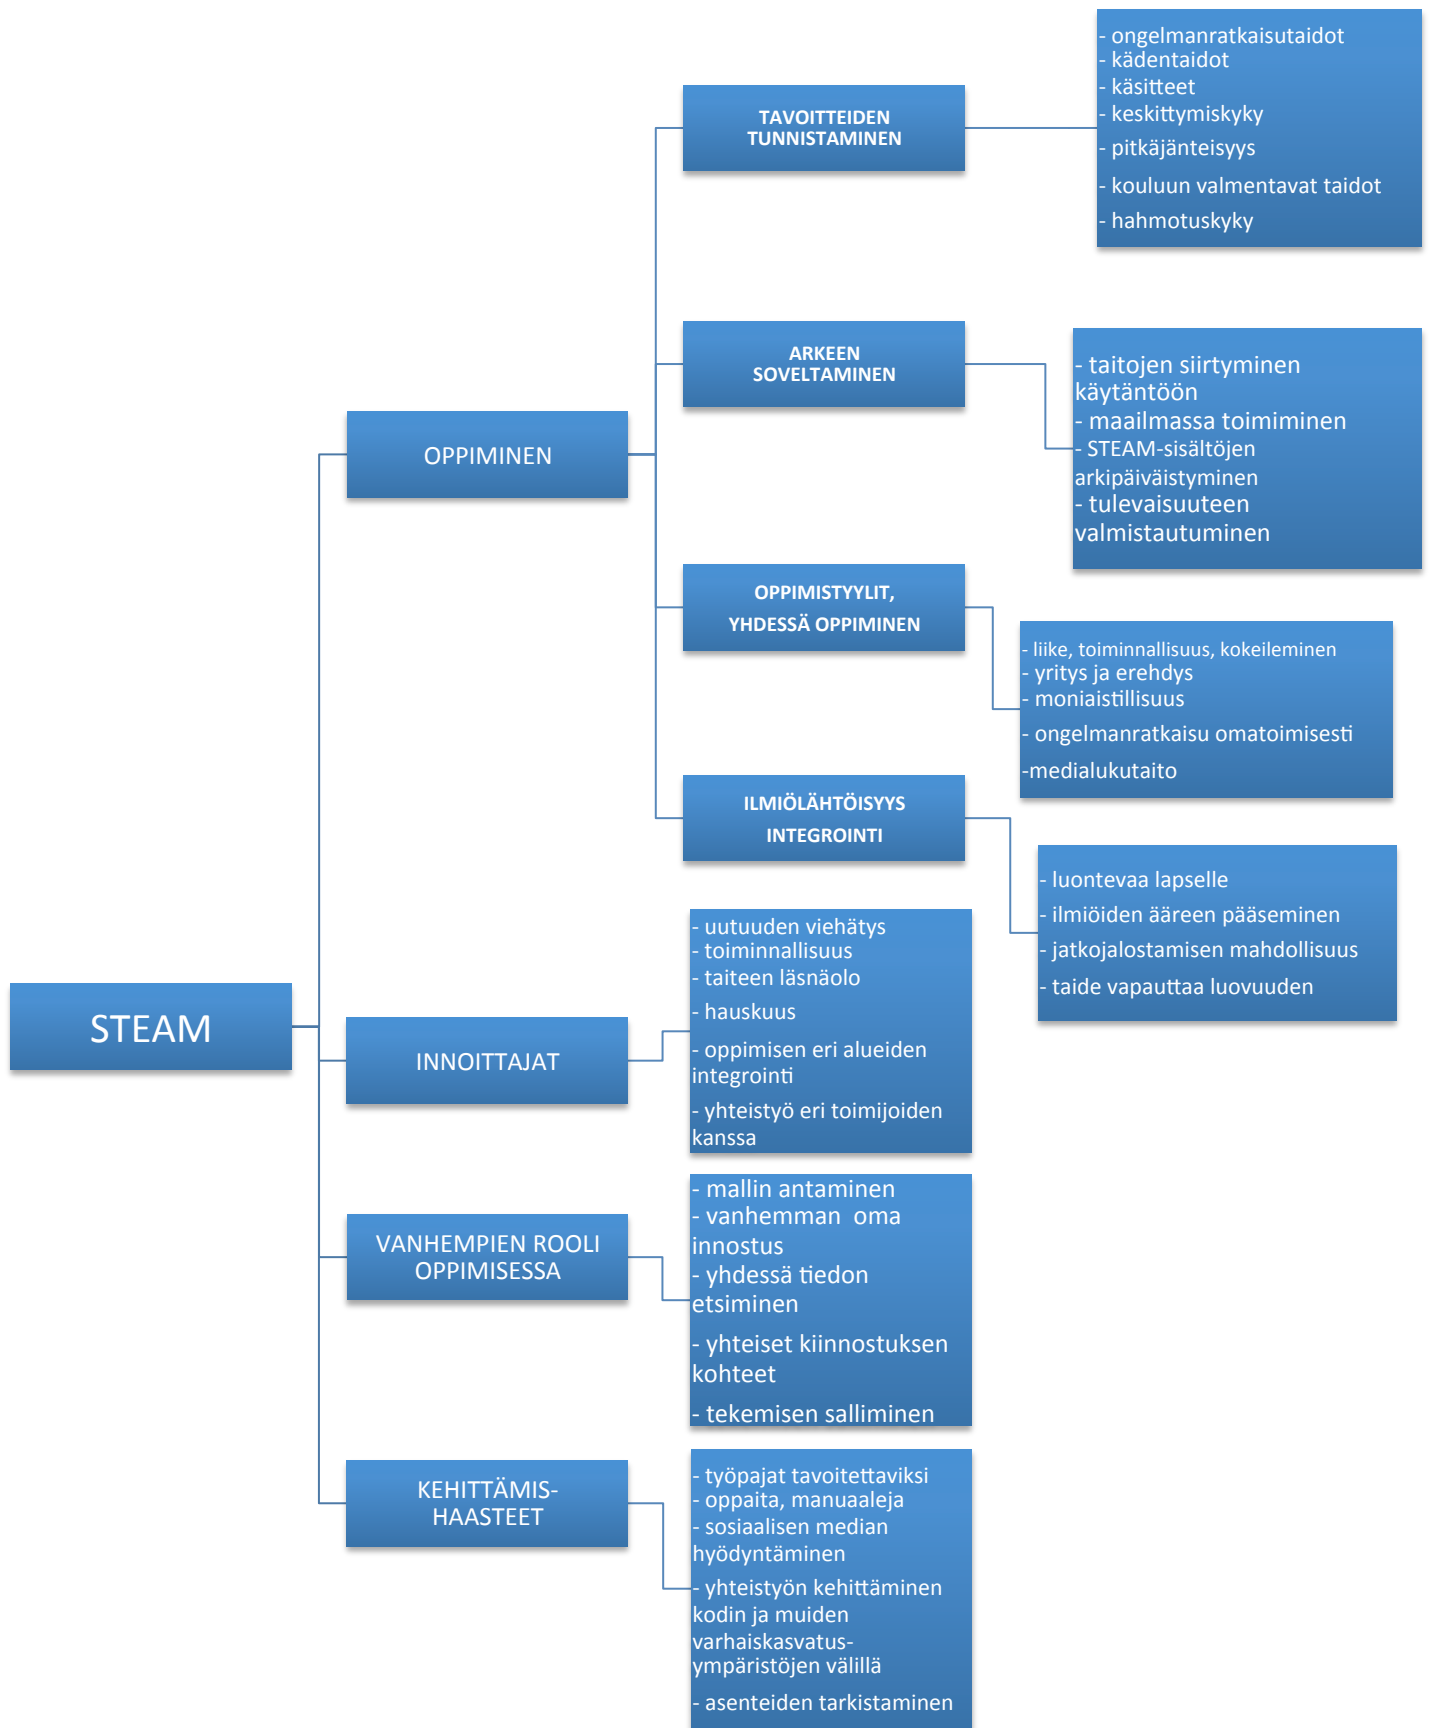 - ongelmanratkaisutaidot
- kädentaidot
- käsitteet
- keskittymiskyky
- pitkäjänteisyys
- kouluun valmentavat taidot
- hahmotuskyky
TAVOITTEIDEN
TUNNISTAMINEN
ARKEEN
SOVELTAMINEN
- taitojen siirtyminen
käytäntöön
- maailmassa toimiminen
- STEAM-sisältöjen
arkipäiväistyminen
- tulevaisuuteen
valmistautuminen
OPPIMINEN
OPPIMISTYYLIT,
YHDESSÄ OPPIMINEN
- liike, toiminnallisuus, kokeileminen
- yritys ja erehdys
- moniaistillisuus
- ongelmanratkaisu omatoimisesti
-medialukutaito
ILMIÖLÄHTÖISYYS
INTEGROINTI
- luontevaa lapselle
- ilmiöiden ääreen pääseminen
- jatkojalostamisen mahdollisuus
- taide vapauttaa luovuuden
STEAM
INNOITTAJAT
- uutuuden viehätys
- toiminnallisuus
- taiteen läsnäolo
- hauskuus
- oppimisen eri alueiden
integrointi
- yhteistyö eri toimijoiden
kanssa
VANHEMPIEN ROOLI
OPPIMISESSA
- mallin antaminen
- vanhemman  oma
innostus
- yhdessä tiedon
etsiminen
- yhteiset kiinnostuksen
kohteet
- tekemisen salliminen
KEHITTÄMIS-
HAASTEET
- työpajat tavoitettaviksi
- oppaita, manuaaleja
- sosiaalisen median
hyödyntäminen
- yhteistyön kehittäminen
kodin ja muiden
varhaiskasvatus-
ympäristöjen välillä
- asenteiden tarkistaminen